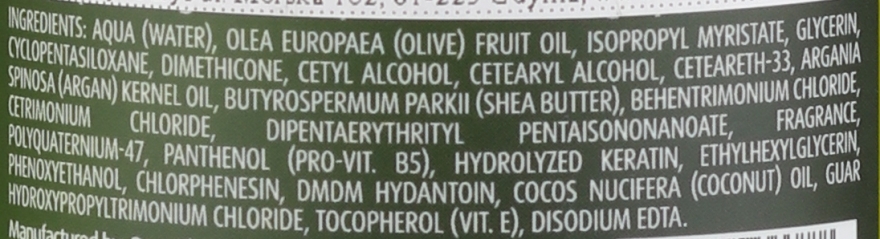 INGREDIENTS: AQUA (WATER), OLEA EUROPAEA (OLIVE) FRUIT OIL, ISOPROPYL MYRISTATE, GLYCERIN,
CYCLOPENTASILOXANE, DIMETHICONE, CETYL ALCOHOL, CETEARYL ALCOHOL, CETEARETH-33, ARGANIA
SPINOSA (ARGAN) KERNEL OIL, BUTYROSPERMUM PARKII (SHEA BUTTER), BEHENTRIMONIUM CHLORIDE,
CETRIMONIUM CHLORIDE, DIPENTAERYTHRITYL PENTAISONONANOATE, FRAGRANCE,
POLYQUATERNIUM-47, PANTHENOL (PRO-VIT. B5), HYDROLYZED KERATIN, ETHYLHEXYLGLYCERIN,
PHENOXYETHANOL, CHLORPHENESIN, DMDM HYDANTOIN, COCOS NUCIFERA (COCONUT) OIL, GUAR
HYDROXYPROPYLTRIMONIUM CHLORIDE, TOCOPHEROL (VIT. E), DISODIUM EDTA.
Manufactured